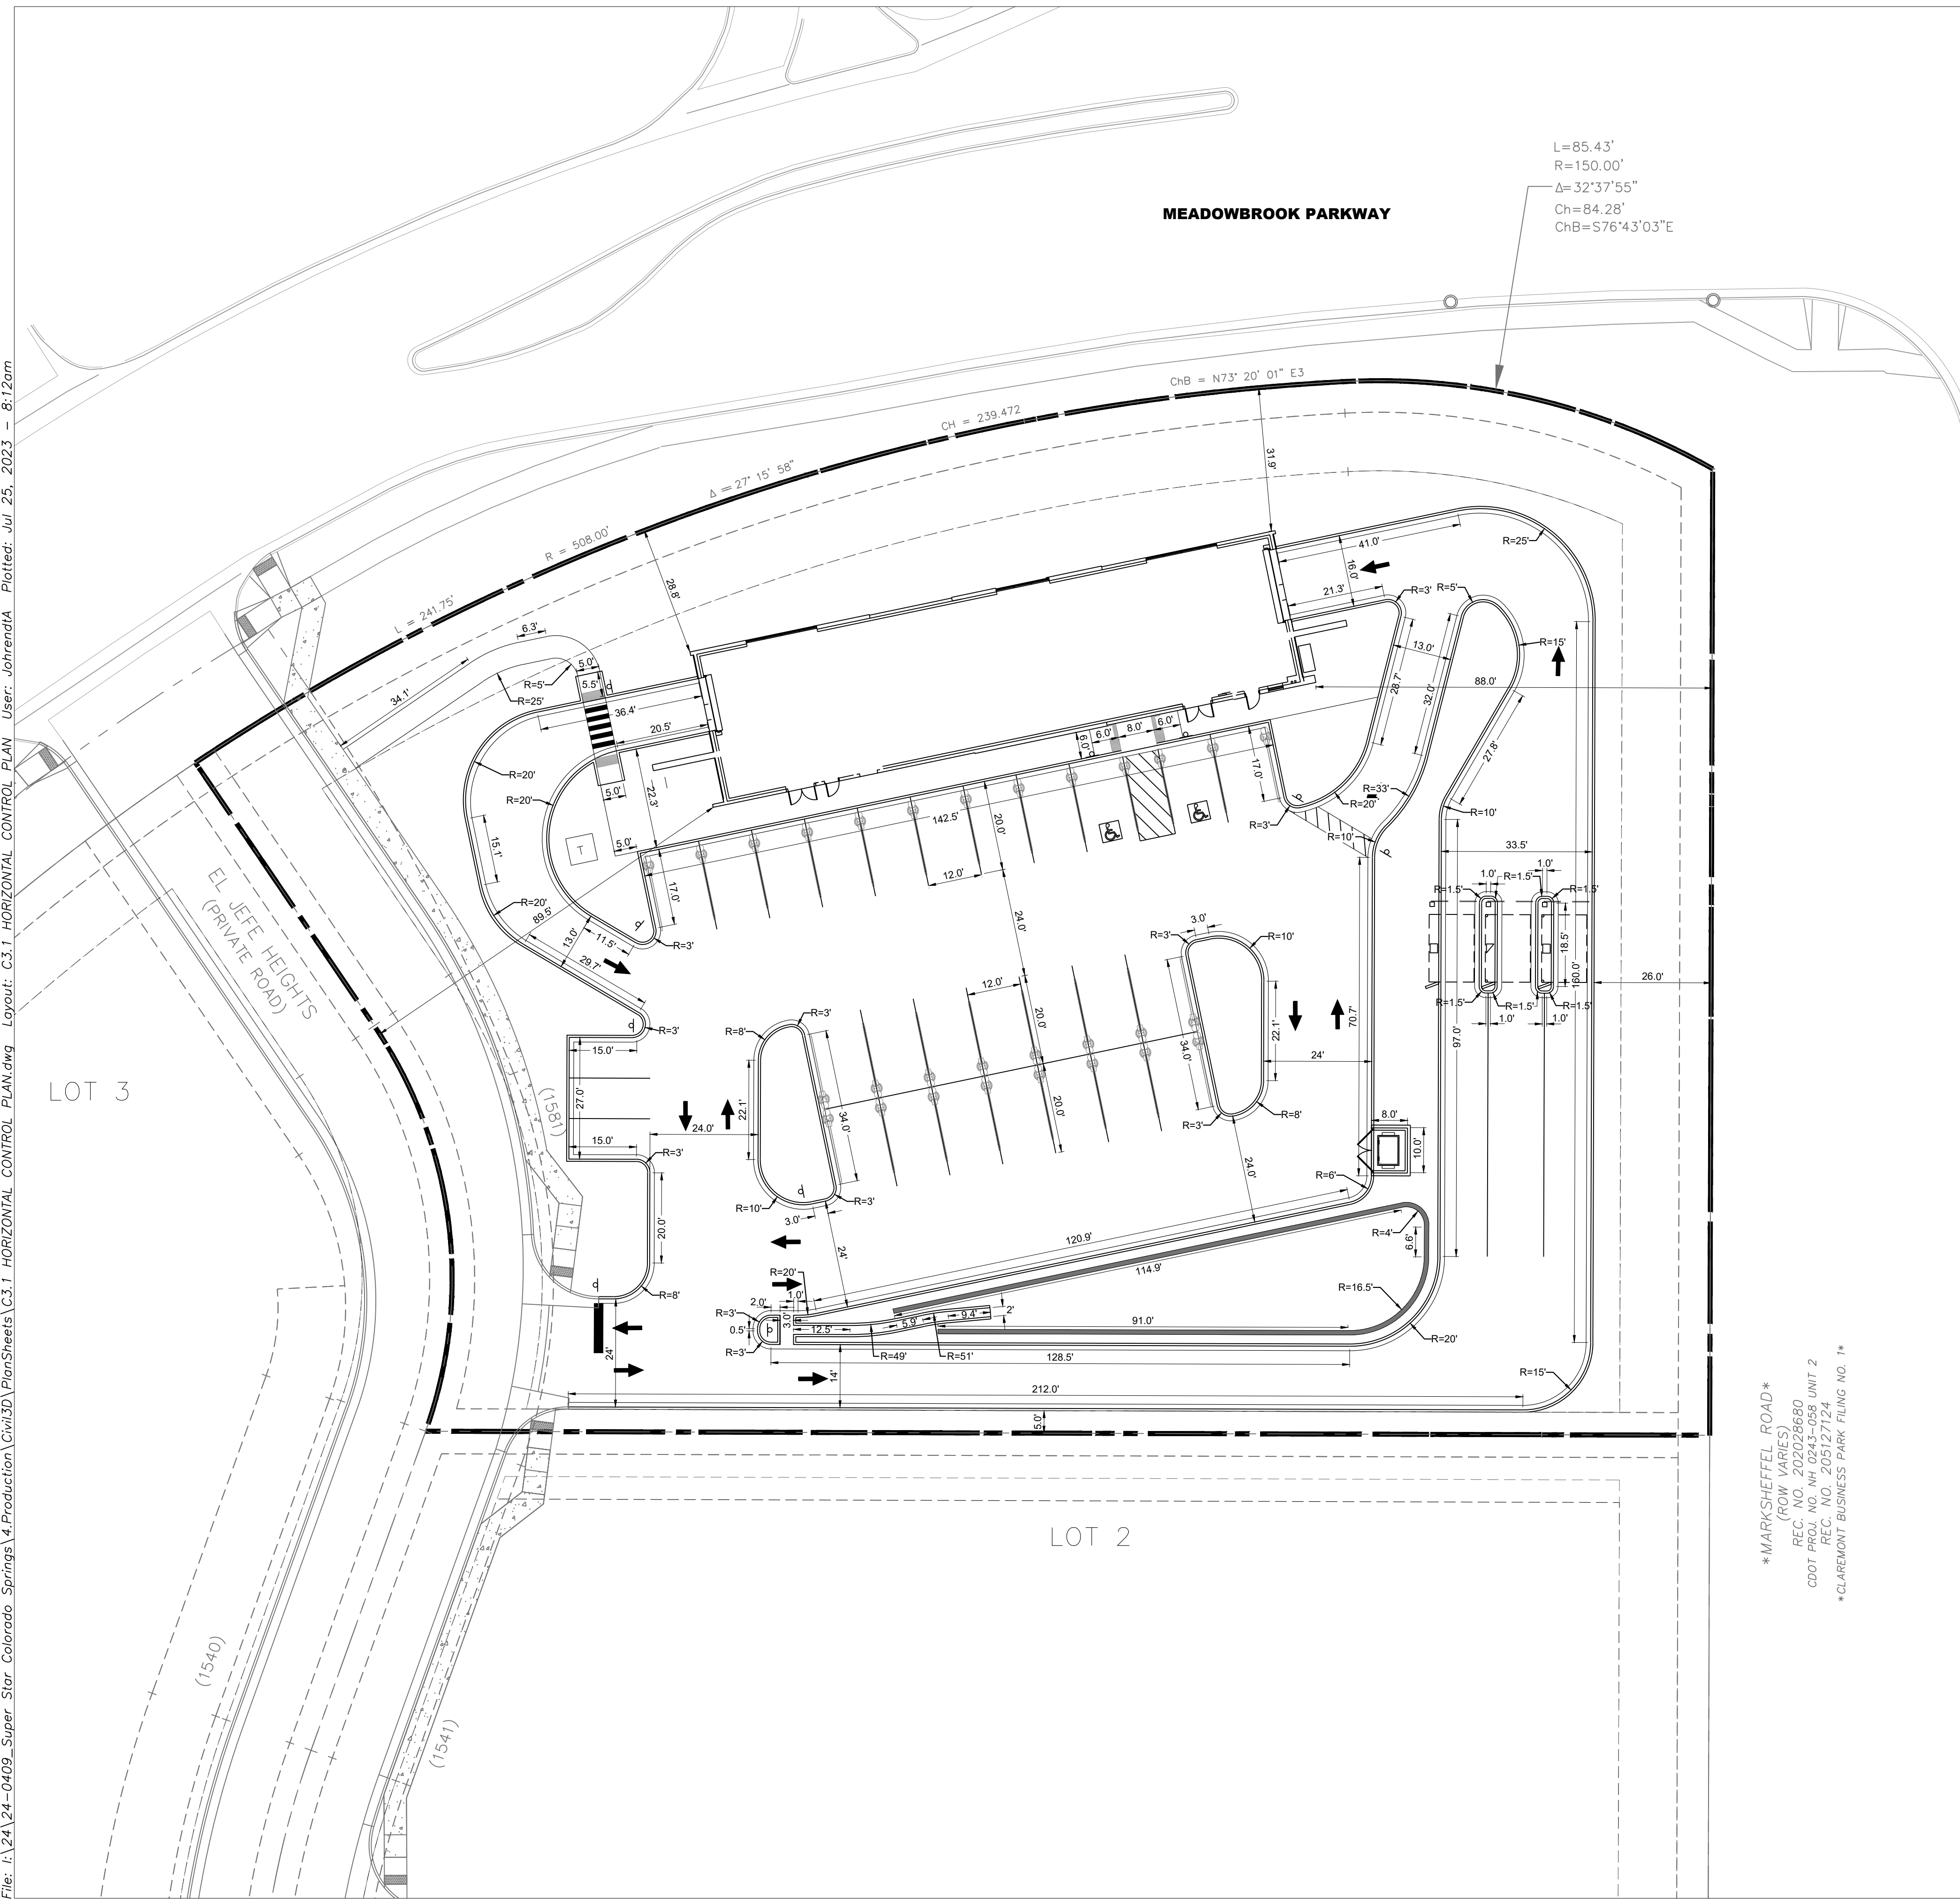 File: I:\24\24-0409_Super Star Colorado Springs\4.Production\Civil3D\PlanSheets\C3.1 HORIZONTAL CONTROL PLAN.dwg Layout: C3.1 HORIZONTAL CONTROL PLAN User: JohrendtA Plotted: Jul 25, 2023 - 8:12am
L=85.43'
R=150.00'
Δ=32°37'55"
Ch=84.28'
ChB=S76°43'03"E
MEADOWBROOK PARKWAY
ChB = N73° 20' 01" E3
CH = 239.472
Δ = 27° 15' 58"
R = 508.00'
L = 241.75'
31.9'
28.8'
41.0'
R=25'
16.0'
21.3'
R=3'
R=5'
R=15'
13.0'
28.7'
32.0'
88.0'
27.8'
6.3'
34.1'
5.0'
R=5'
5.5'
R=25'
36.4'
20.5'
R=20'
R=20'
5.0'
22.3'
T
5.0'
15.1'
R=20'
89.5'
13.0'
11.5'
29.7'
17.0'
R=3'
R=3'
142.5'
12.0'
20.0'
24.0'
6.0'
6.0'
8.0'
6.0'
17.0'
R=3'
R=20'
R=33'
R=10'
R=10'
33.5'
1.0'
1.0'
R=1.5'
R=1.5'
R=1.5'
18.5'
160.0'
26.0'
R=1.5'
R=1.5'
R=1.5'
1.0'
1.0'
97.0'
70.7'
EL JEFE HEIGHTS
(PRIVATE ROAD)
LOT 3
(1581)
15.0'
27.0'
15.0'
R=3'
24.0'
20.0'
R=8'
R=8'
R=3'
22.1'
34.0'
R=10'
3.0'
R=3'
12.0'
20.0'
20.0'
3.0'
R=3'
R=10'
34.0'
22.1'
R=3'
R=8'
24'
24.0'
8.0'
10.0'
R=6'
24'
120.9'
114.9'
R=4'
6.6'
R=16.5'
R=20'
R=20'
1.0'
2.0'
R=3'
0.5'
R=3'
3.0'
12.5'
5.9'
9.4'
2'
91.0'
R=49'
R=51'
128.5'
24'
14'
212.0'
R=15'
5.0'
LOT 2
(1540)
(1541)
*MARKSHEFFEL ROAD*
(ROW VARIES)
REC. NO. 202028680
CDOT PROJ. NO. NH 0243-058 UNIT 2
REC. NO. 205127124
*CLAREMONT BUSINESS PARK FILING NO. 1*